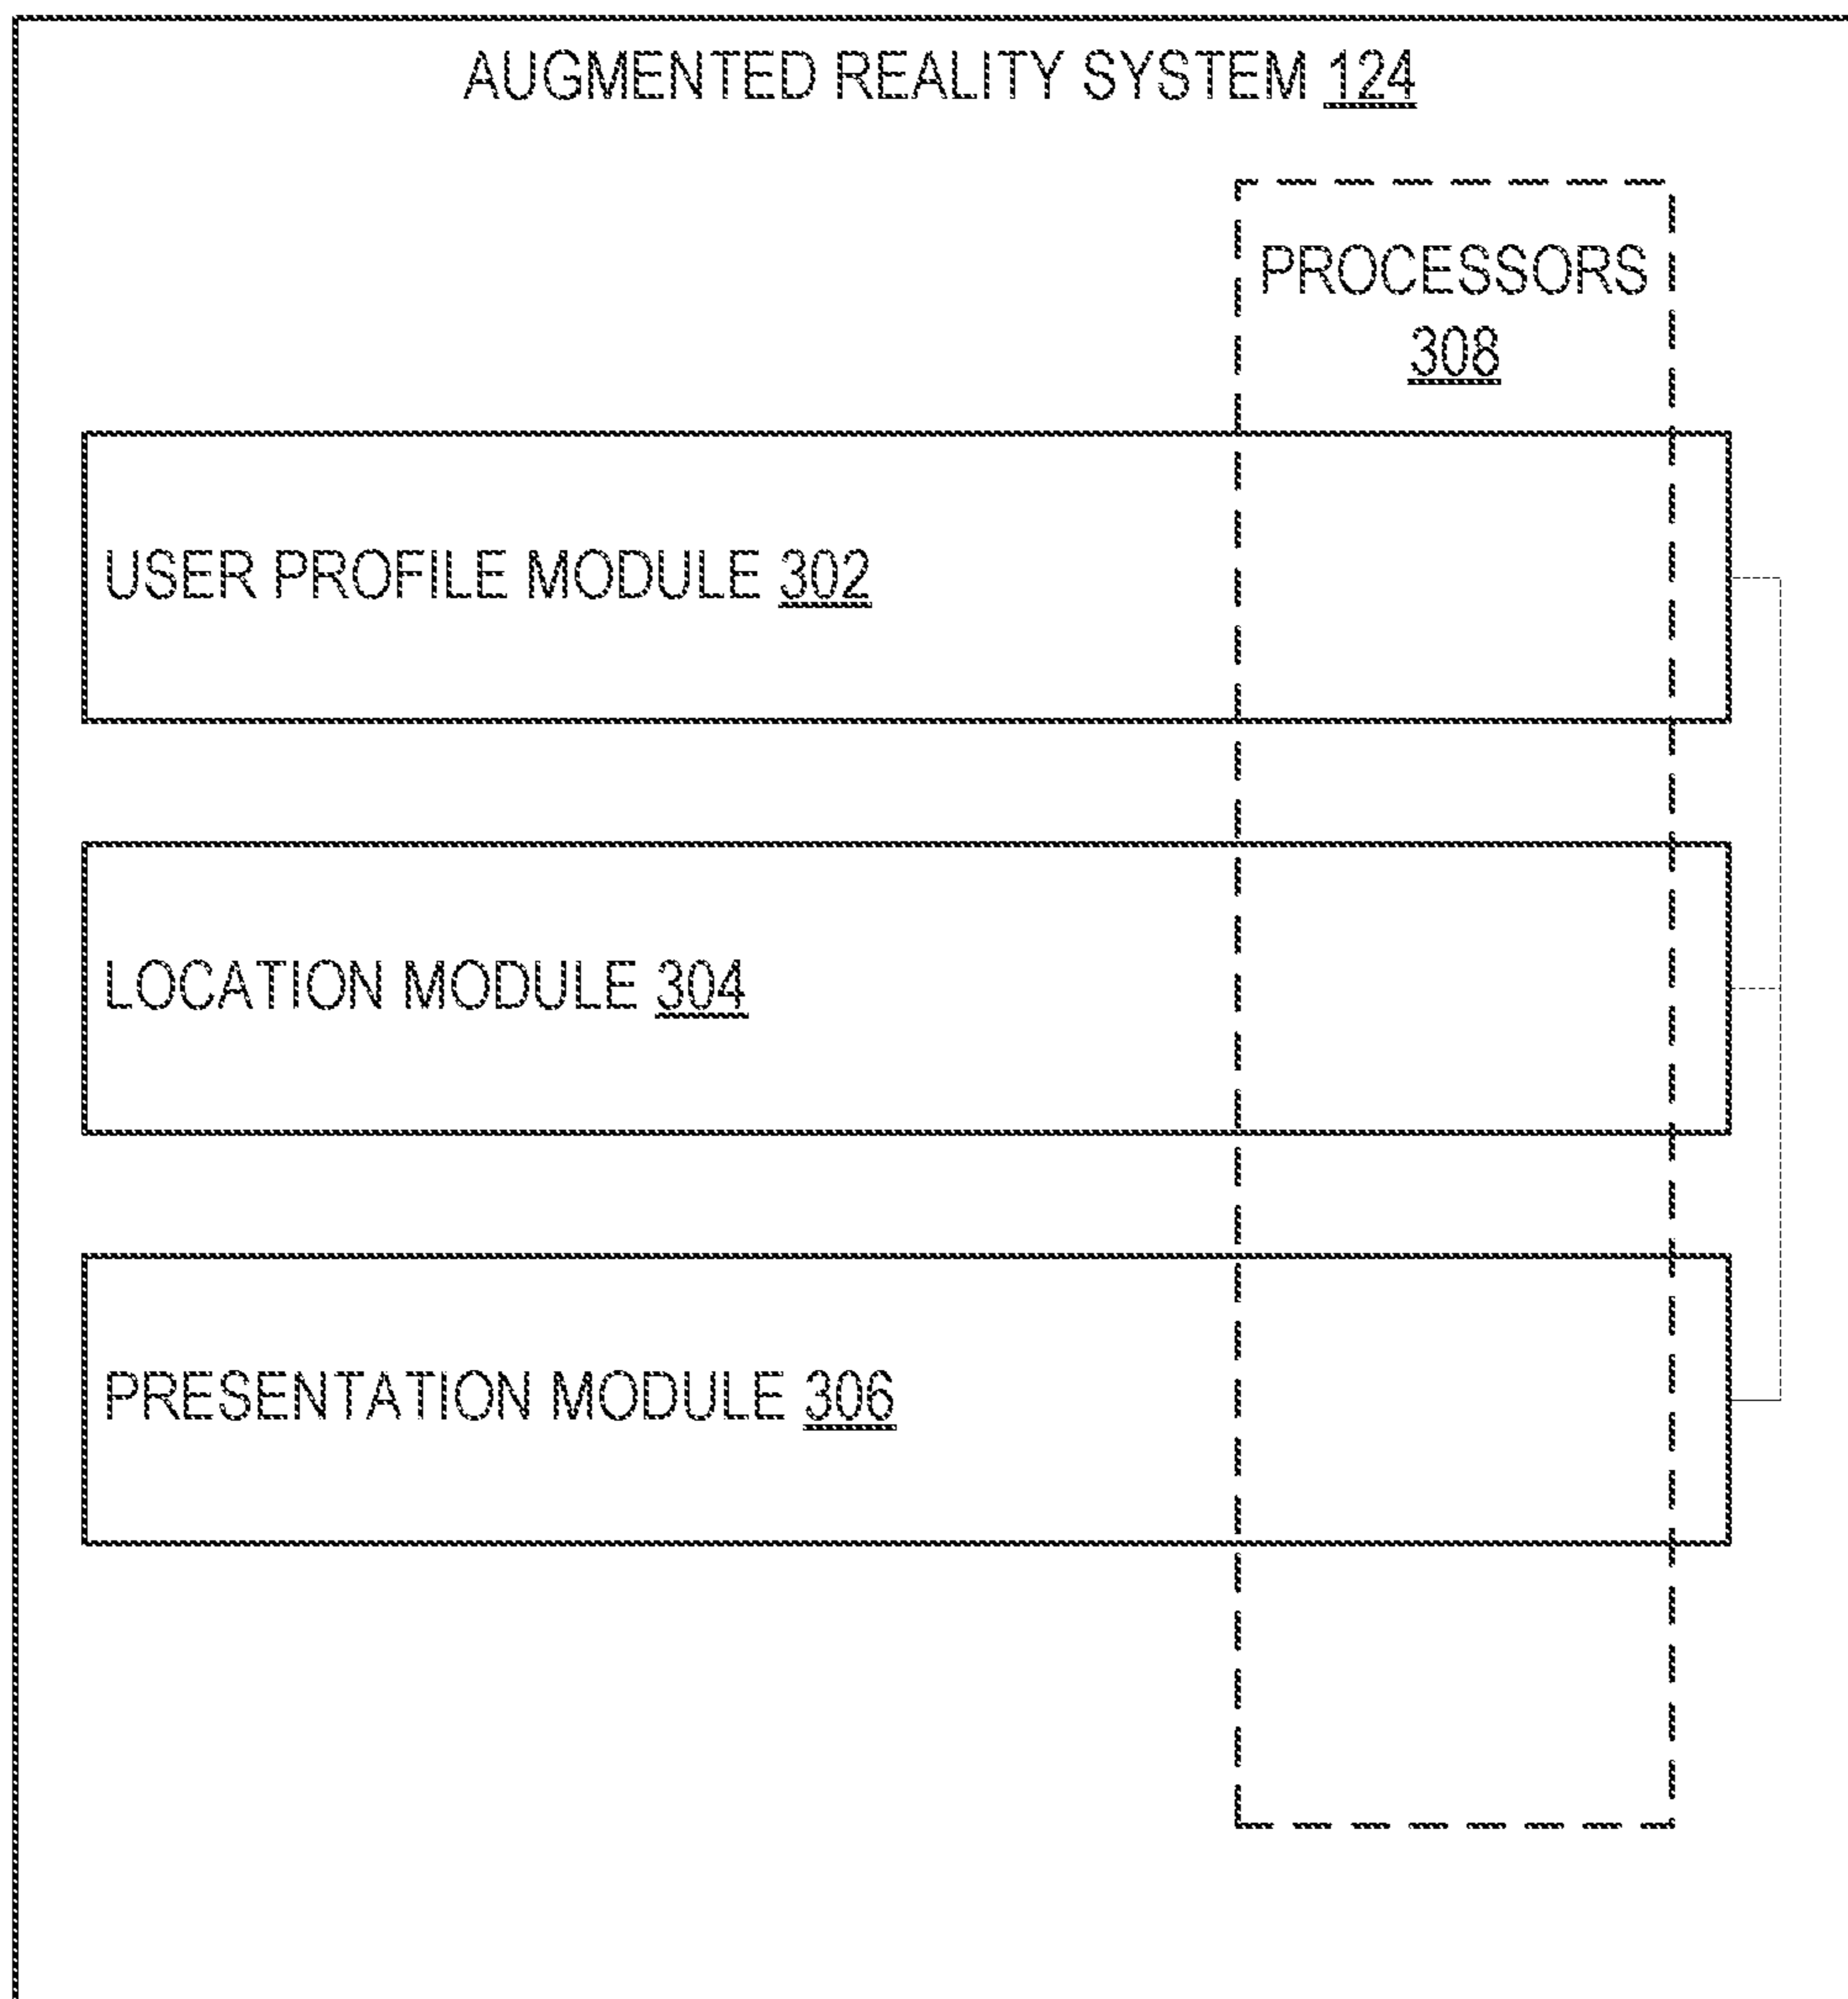 AUGMENTED REALITY SYSTEM 124
PROCESSORS
308
USER PROFILE MODULE 302
LOCATION MODULE 304
PRESENTATION MODULE 306